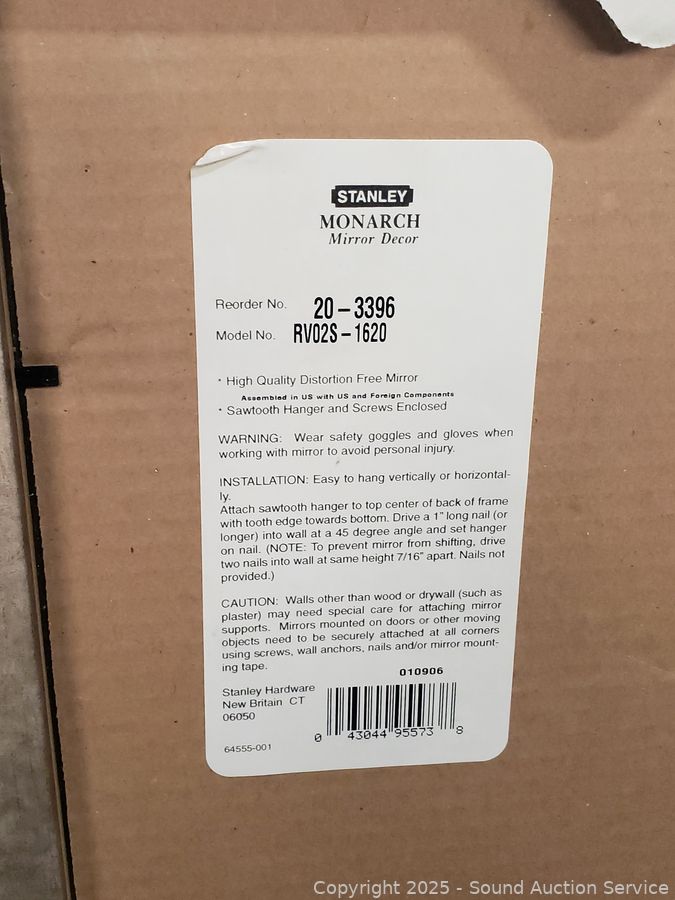 STANLEY
MONARCH
Mirror Decor
Reorder No. 20-3396
Model No. RV02S-1620
· High Quality Distortion Free Mirror
Assembled in US with US and Foreign Components
· Sawtooth Hanger and Screws Enclosed
WARNING: Wear safety goggles and gloves when
working with mirror to avoid personal injury.
INSTALLATION: Easy to hang vertically or horizontal-
ly.
Attach sawtooth hanger to top center of back of frame
with tooth edge towards bottom. Drive a 1" long nail (or
longer) into wall at a 45 degree angle and set hanger
on nail. (NOTE: To prevent mirror from shifting, drive
two nails into wall at same height 7/16" apart. Nails not
provided.)
CAUTION: Walls other than wood or drywall (such as
plaster) may need special care for attaching mirror
supports. Mirrors mounted on doors or other moving
objects need to be securely attached at all corners
using screws, wall anchors, nails and/or mirror mount-
ing tape.
010906
Stanley Hardware
New Britain CT
06050
0 43044 95573 8
64555-001
Copyright 2025 - Sound Auction Service